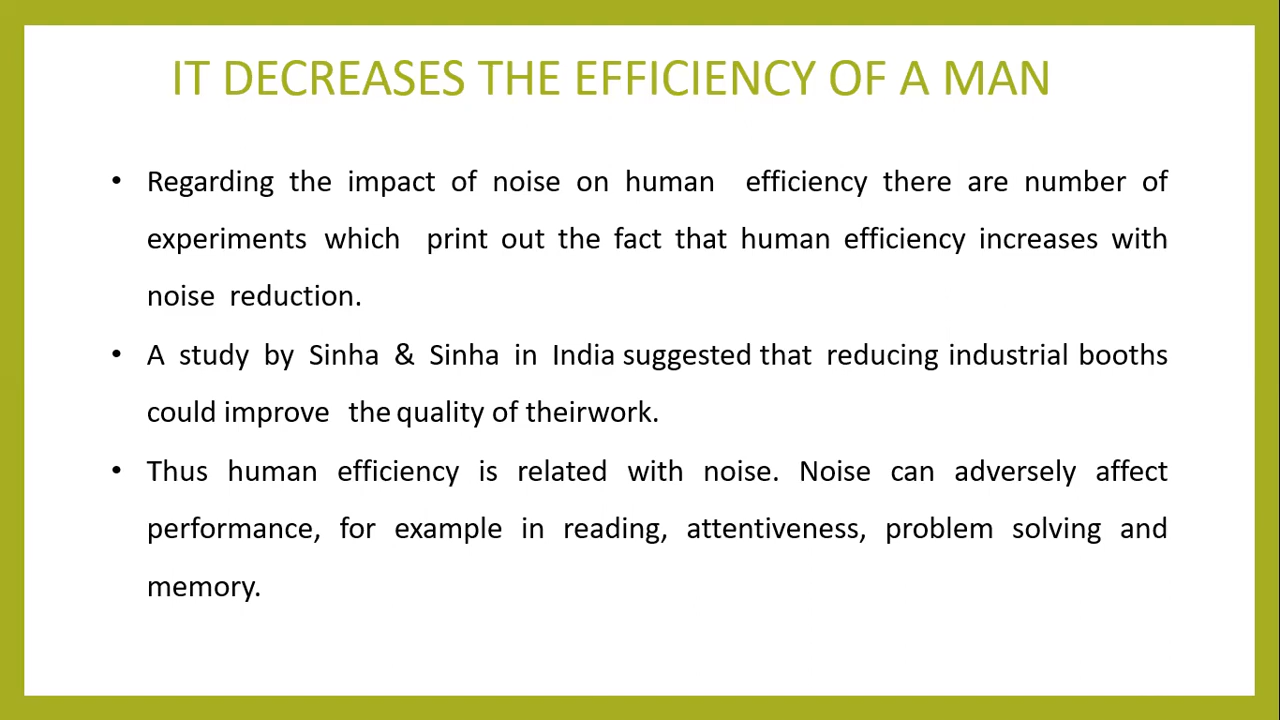 IT DECREASES THE EFFICIENCY OF A MAN
• Regarding the impact of noise on human efficiency there are number of
experiments which print out the fact that human efficiency increases with
noise reduction.
• A study by Sinha & Sinha in India suggested that reducing industrial booths
could improve the quality of theirwork.
• Thus human efficiency is related with noise. Noise can adversely affect
performance, for example in reading, attentiveness, problem solving and
memory.